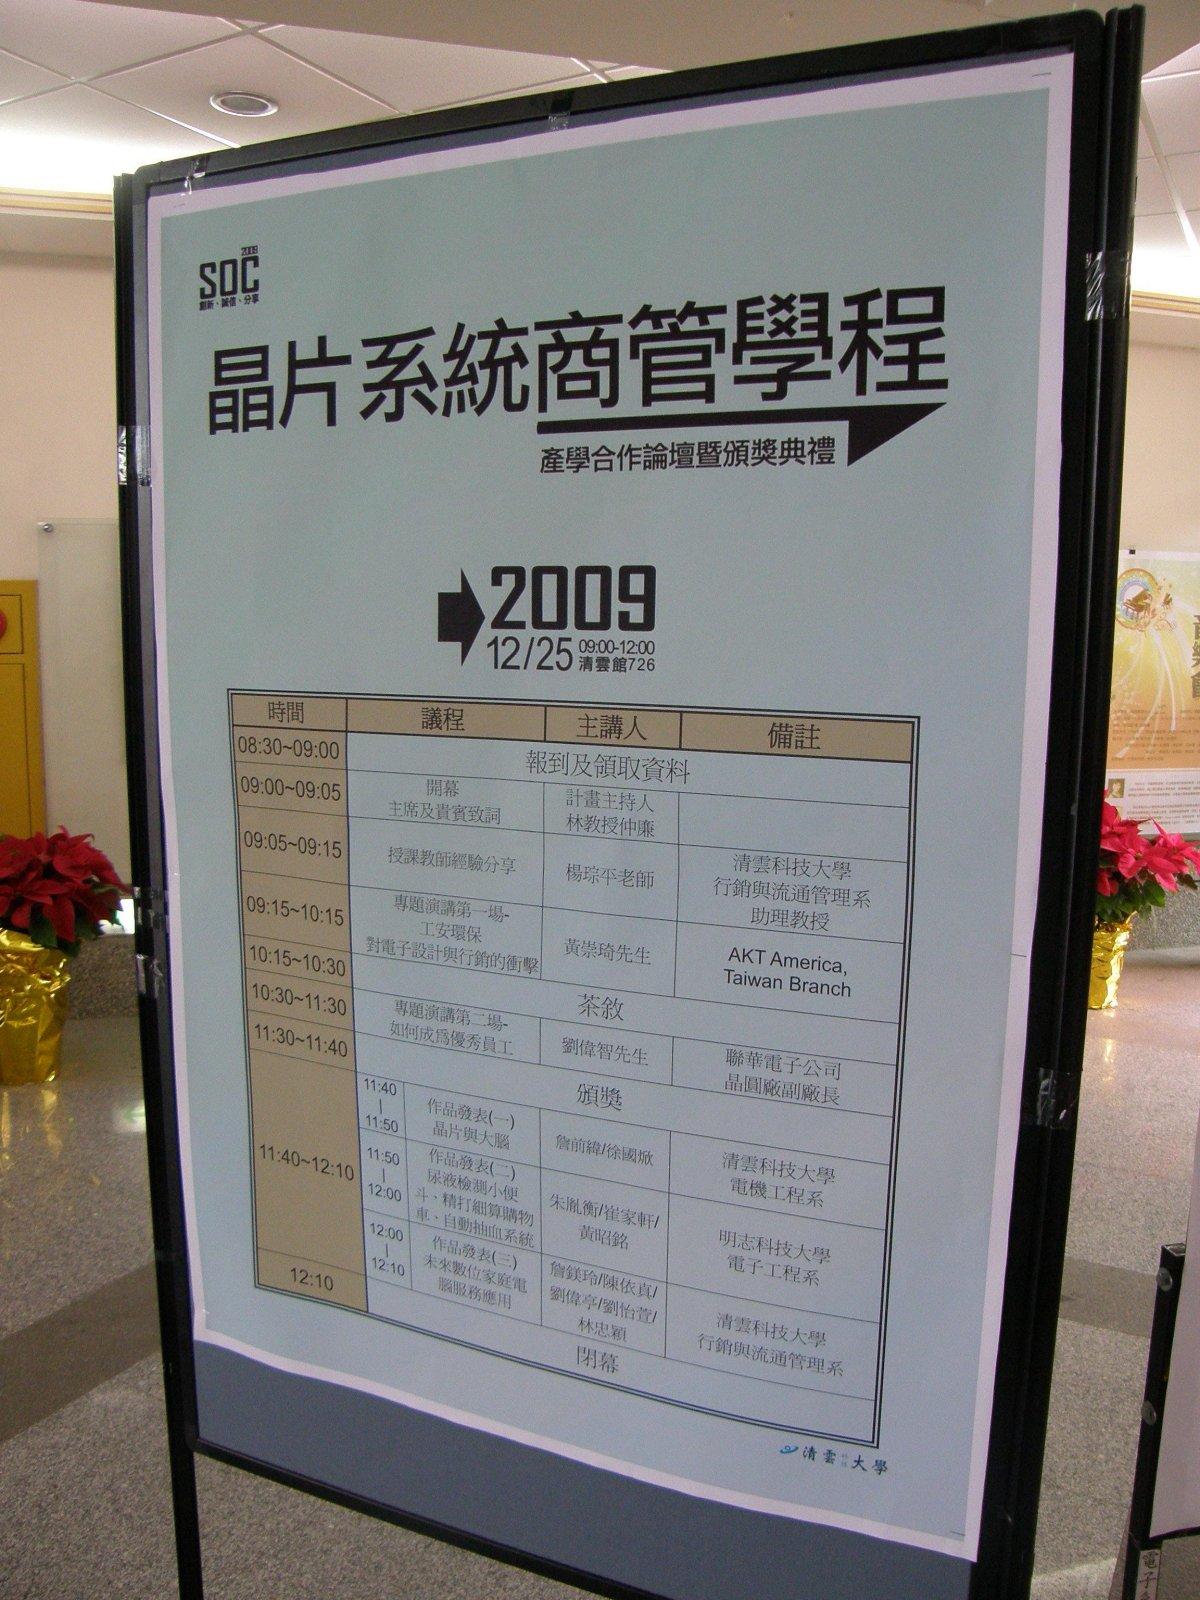 2009
SOC
創新、誠信、分享
晶片系統商管學程
產學合作論壇暨頒獎典禮
2009
12/25 09:00-12:00
清雲館726
時間 議程 主講人 備註
08:30~09:00 報到及領取資料
09:00~09:05 開幕
主席及貴賓致詞
計畫主持人
林教授仲廉
09:05~09:15 授課教師經驗分享 楊琮平老師
清雲科技大學
行銷與流通管理系
助理教授
09:15~10:15
專題演講第一場-
工安環保
對電子設計與行銷的衝擊
黃崇琦先生
AKT America,
Taiwan Branch
10:15~10:30 茶敘
10:30~11:30
專題演講第二場-
如何成為優秀員工
劉偉智先生
聯華電子公司
晶圓廠副廠長
11:30~11:40 頒獎
11:40~12:10
11:40
|
11:50
作品發表(一)
晶片與大腦
詹前緯/徐國焮
清雲科技大學
電機工程系
11:50
|
12:00
作品發表(二)
尿液檢測小便
斗、精打細算購物
車、自動抽血系統
朱胤衡/崔家軒/
黃昭銘
明志科技大學
電子工程系
12:00
|
12:10
作品發表(三)
未來數位家庭電
腦服務應用
詹鎂玲/陳依真/
劉偉亭/劉怡萱/
林忠穎
清雲科技大學
行銷與流通管理系
12:10 閉幕
清雲科技大學
電子